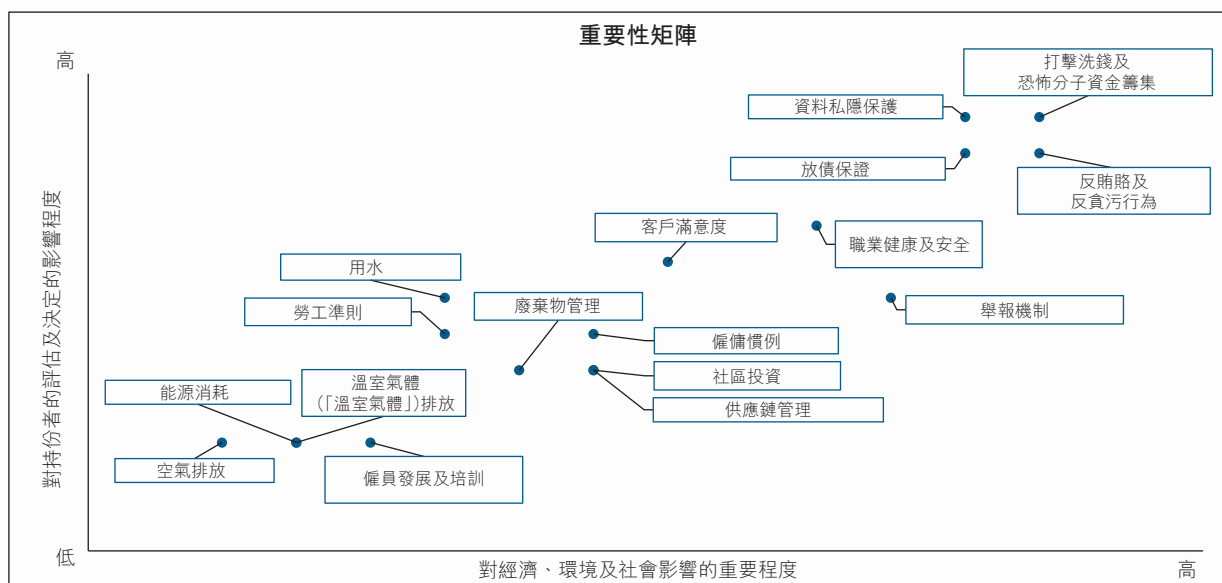 重要性矩陣
高
打擊洗錢及
恐怖分子資金籌集
資料私隱保護
放債保證
反賄賂及
反貪污行為
客戶滿意度
職業健康及安全
用水
廢棄物管理
勞工準則
舉報機制
僱傭慣例
社區投資
供應鏈管理
能源消耗
溫室氣體
(「溫室氣體」)排放
空氣排放
僱員發展及培訓
對持份者的評估及決定的影響程度
低
對經濟、環境及社會影響的重要程度
高